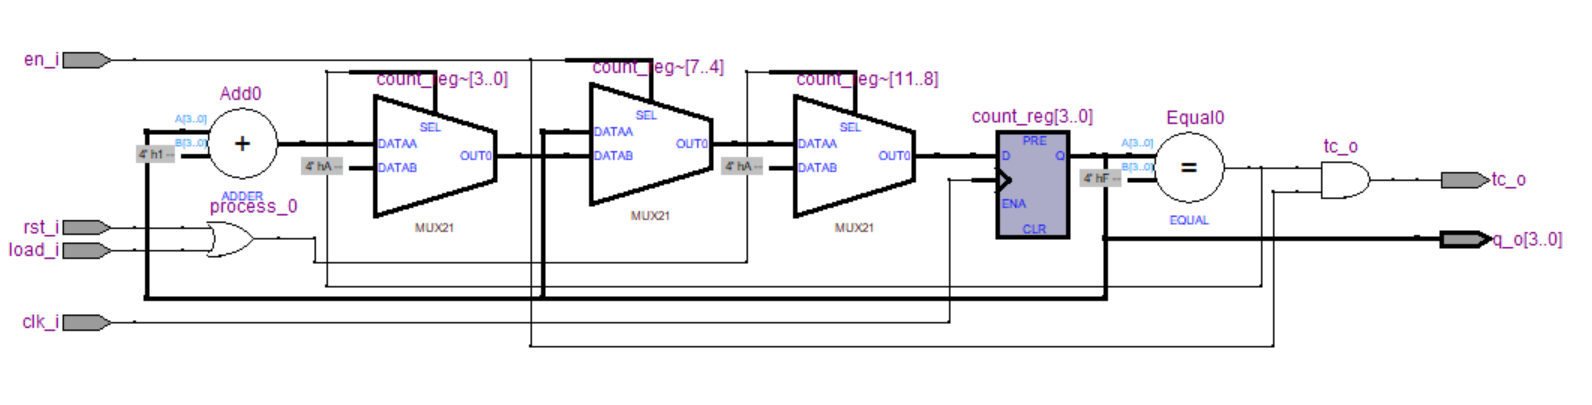 en_i
Add0
A[3..0]
B[3..0]
4' h1 --
+
ADDER
count_reg~[3..0]
SEL
DATAA
OUT0
4' hA --
DATAB
MUX21
count_reg~[7..4]
SEL
DATAA
OUT0
DATAB
MUX21
count_reg~[11..8]
SEL
DATAA
OUT0
4' hA --
DATAB
MUX21
count_reg[3..0]
PRE
D
Q
ENA
CLR
Equal0
A[3..0]
B[3..0]
4' hF --
=
EQUAL
tc_o
tc_o
process_0
rst_i
load_i
q_o[3..0]
clk_i